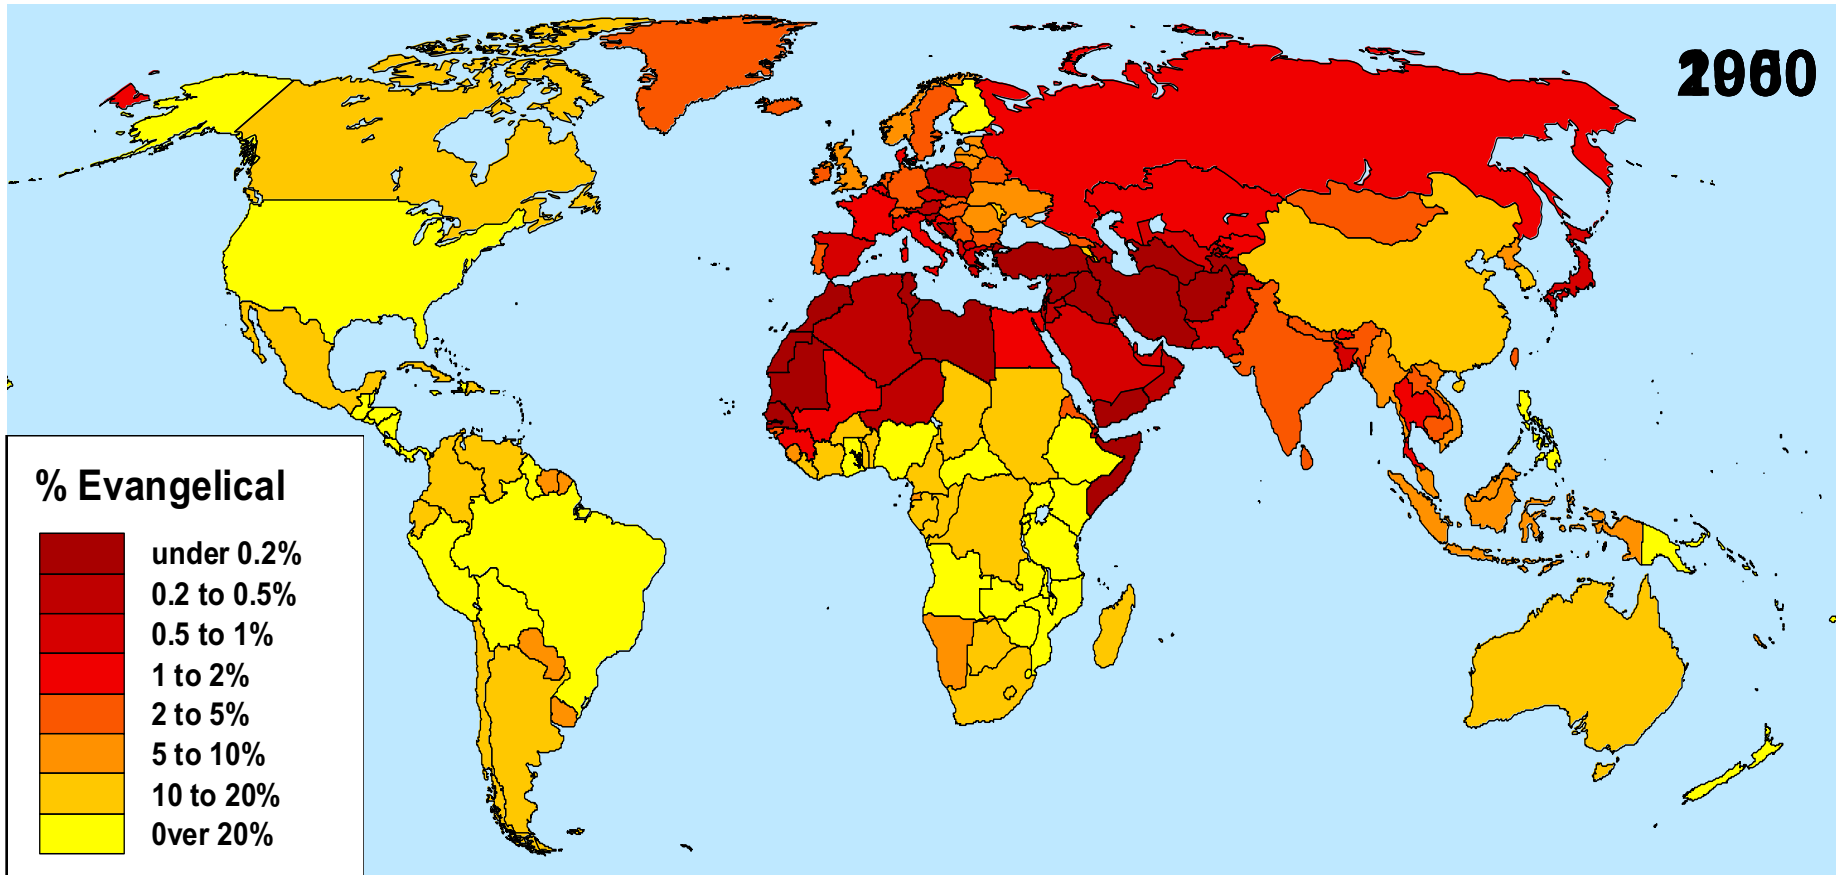 % Evangelical
under 0.2%
0.2 to 0.5%
0.5 to 1%
1 to 2%
2 to 5%
5 to 10%
10 to 20%
0ver 20%